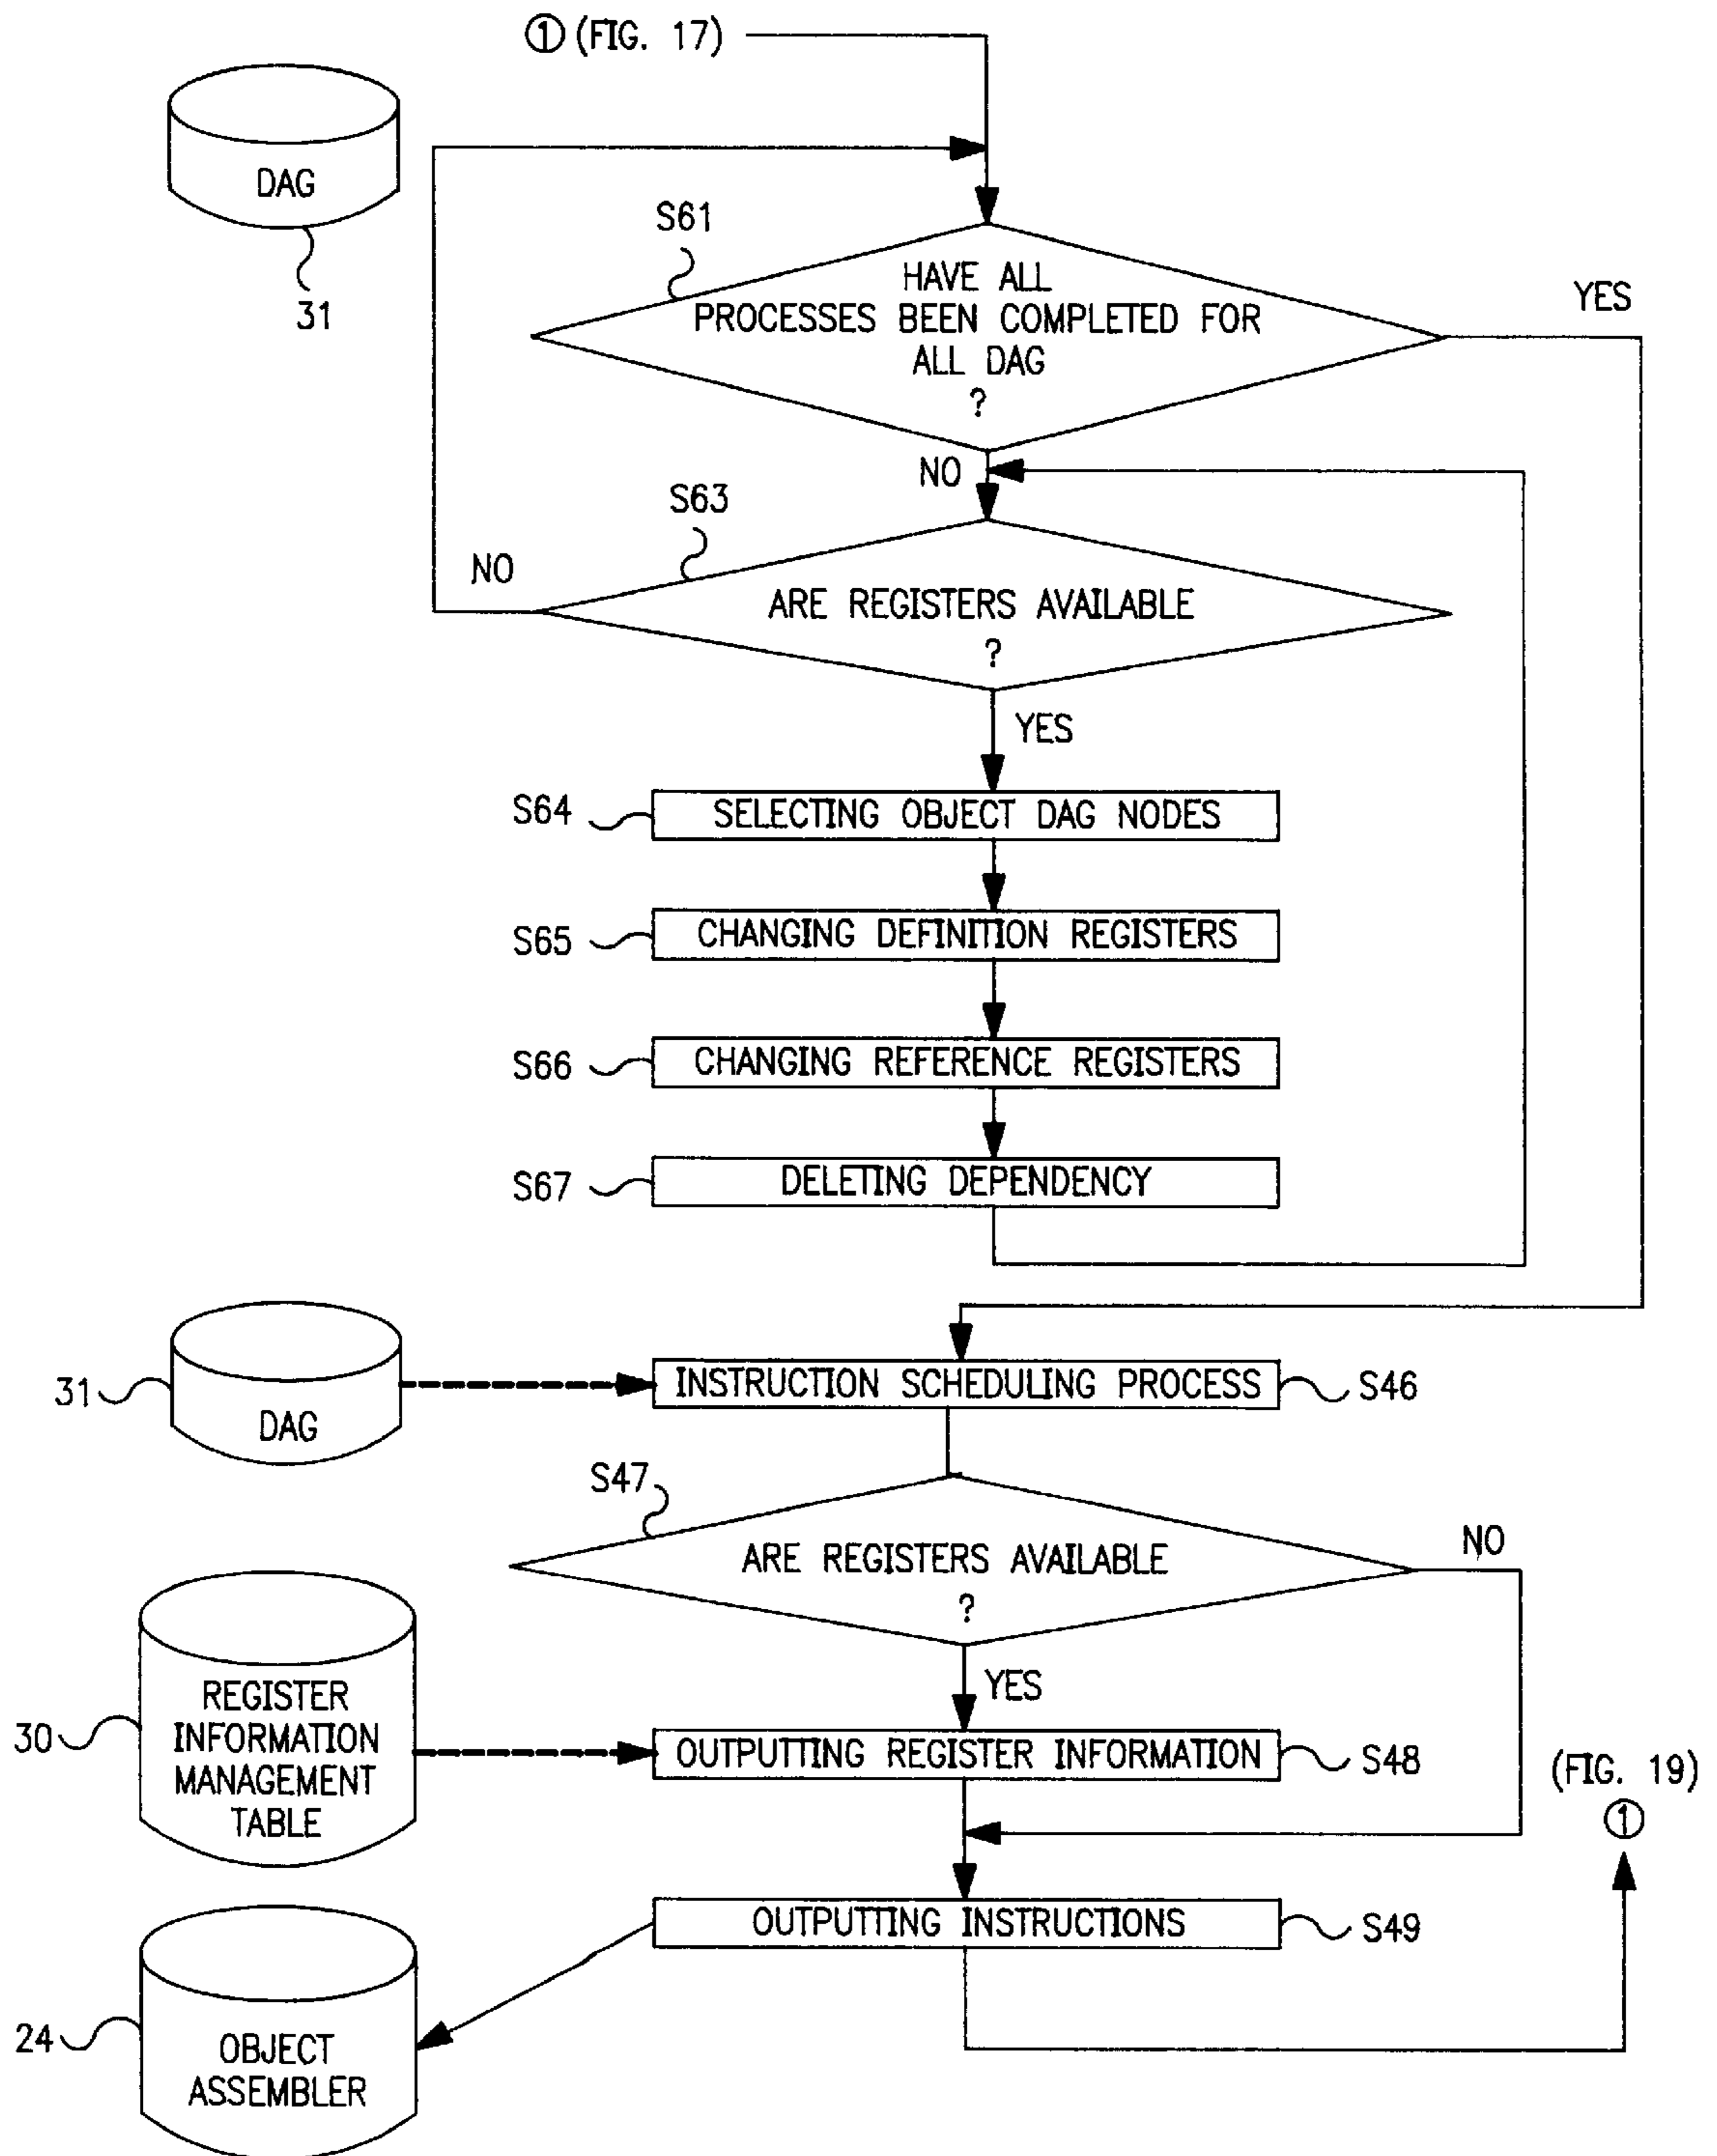 ① (FIG. 17)
DAG
31
S61
HAVE ALL
PROCESSES BEEN COMPLETED FOR
ALL DAG
?
YES
NO
S63
NO
ARE REGISTERS AVAILABLE
?
YES
S64
SELECTING OBJECT DAG NODES
S65
CHANGING DEFINITION REGISTERS
S66
CHANGING REFERENCE REGISTERS
S67
DELETING DEPENDENCY
31
DAG
INSTRUCTION SCHEDULING PROCESS
S46
S47
ARE REGISTERS AVAILABLE
?
NO
YES
30
REGISTER
INFORMATION
MANAGEMENT
TABLE
OUTPUTTING REGISTER INFORMATION
S48
(FIG. 19)
①
OUTPUTTING INSTRUCTIONS
S49
24
OBJECT
ASSEMBLER